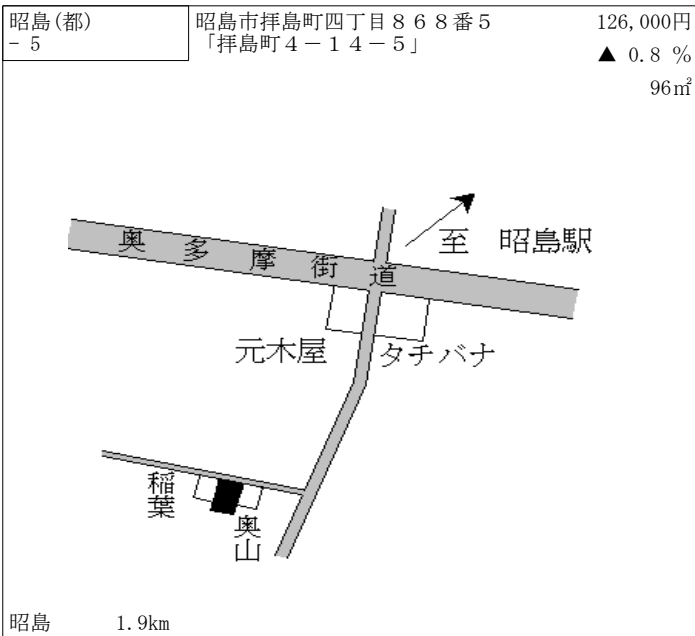 昭島(都)
- 5
昭島市拝島町四丁目８６８番５
「拝島町４－１４－５」
126,000円
▲ 0.8 %
96㎡
至 昭島駅
奥多摩街道
元木屋
タチバナ
稲葉
奥山
昭島 1.9km